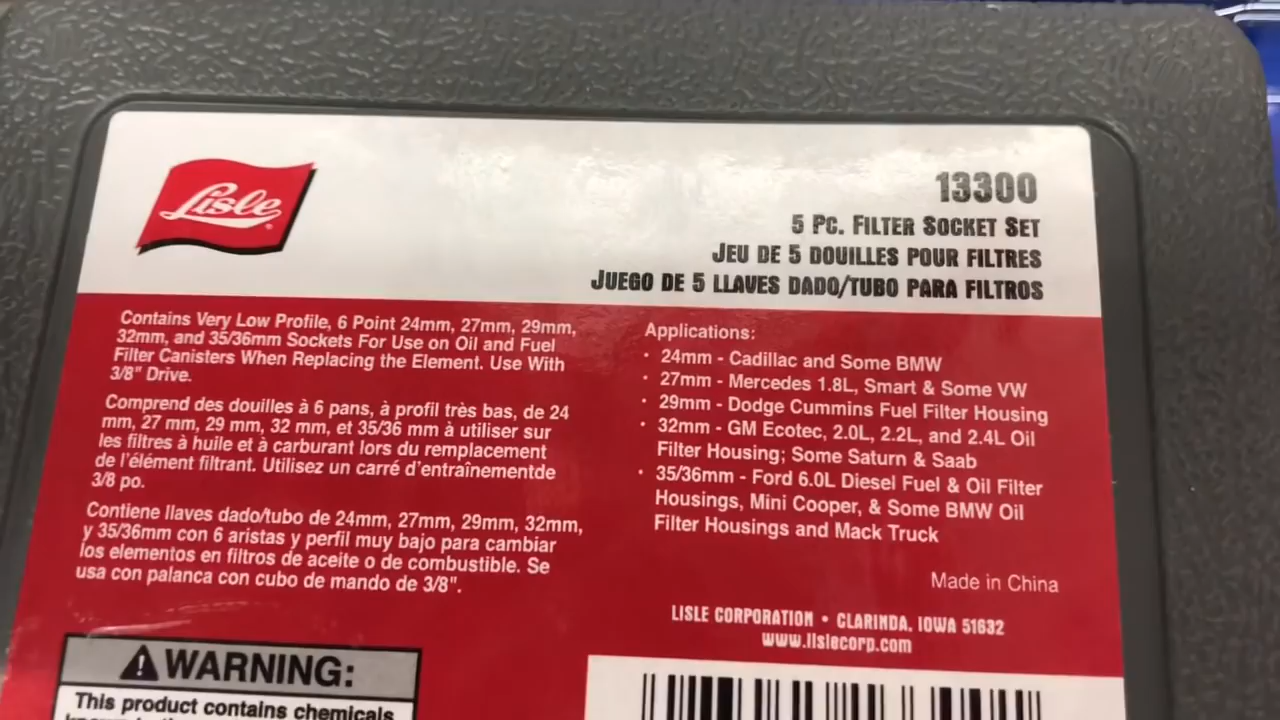 Lisle
13300
5 PC. FILTER SOCKET SET
JEU DE 5 DOUILLES POUR FILTRES
JUEGO DE 5 LLAVES DADO/TUBO PARA FILTROS
Contains Very Low Profile, 6 Point 24mm, 27mm, 29mm,
32mm, and 35/36mm Sockets For Use on Oil and Fuel
Filter Canisters When Replacing the Element. Use With
3/8" Drive.
Comprend des douilles à 6 pans, à profil très bas, de 24
mm, 27 mm, 29 mm, 32 mm, et 35/36 mm à utiliser sur
les filtres à huile et à carburant lors du remplacement
de l'élément filtrant. Utilisez un carré d'entraînementde
3/8 po.
Contiene llaves dado/tubo de 24mm, 27mm, 29mm, 32mm,
y 35/36mm con 6 aristas y perfil muy bajo para cambiar
los elementos en filtros de aceite o de combustible. Se
usa con palanca con cubo de mando de 3/8".
Applications:
• 24mm - Cadillac and Some BMW
• 27mm - Mercedes 1.8L, Smart & Some VW
• 29mm - Dodge Cummins Fuel Filter Housing
• 32mm - GM Ecotec, 2.0L, 2.2L, and 2.4L Oil
Filter Housing; Some Saturn & Saab
• 35/36mm - Ford 6.0L Diesel Fuel & Oil Filter
Housings, Mini Cooper, & Some BMW Oil
Filter Housings and Mack Truck
Made in China
LISLE CORPORATION • CLARINDA, IOWA 51632
www.lislecorp.com
WARNING:
This product contains chemicals